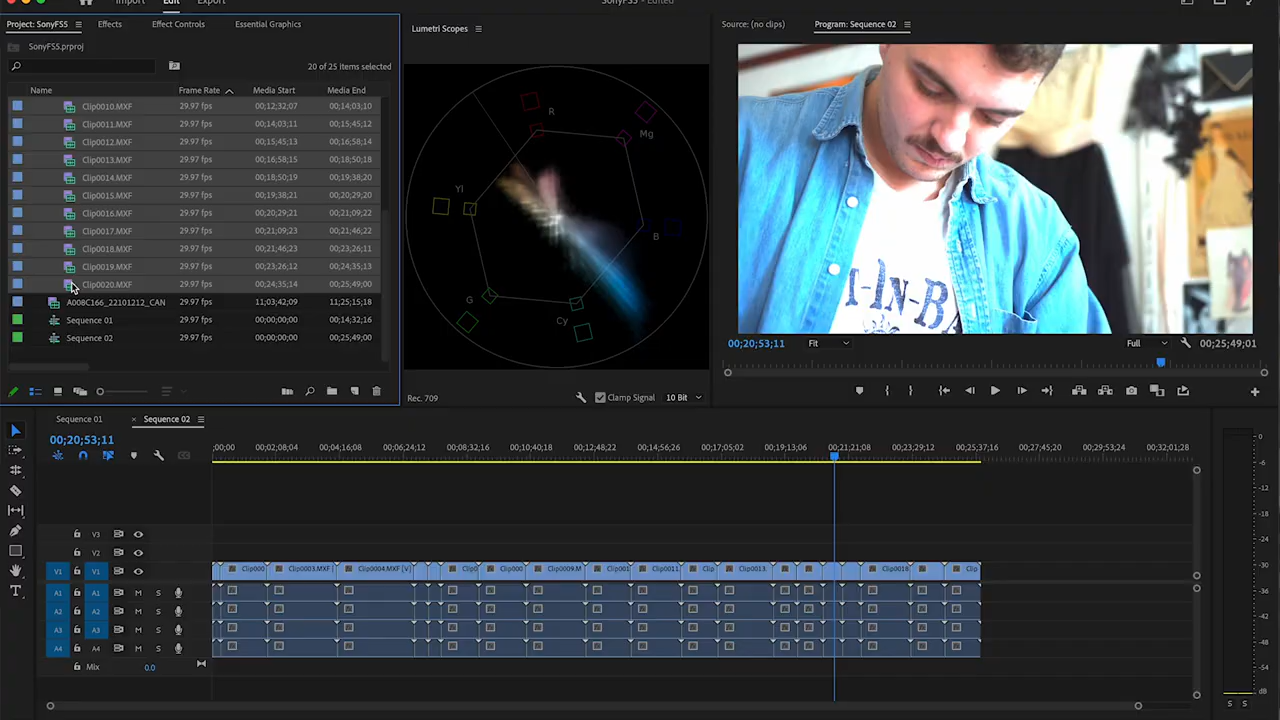 Import Edit Export
SonyFS5 - Edited
Project: SonyFS5 Effects Effect Controls Essential Graphics
SonyFS5.prproj
20 of 25 items selected
Name Frame Rate Media Start Media End
Clip0010.MXF 29.97 fps 00;12;32;07 00;14;03;10
Clip0011.MXF 29.97 fps 00;14;03;11 00;15;45;12
Clip0012.MXF 29.97 fps 00;15;45;13 00;16;58;14
Clip0013.MXF 29.97 fps 00;16;58;15 00;18;50;18
Clip0014.MXF 29.97 fps 00;18;50;19 00;19;38;20
Clip0015.MXF 29.97 fps 00;19;38;21 00;20;29;20
Clip0016.MXF 29.97 fps 00;20;29;21 00;21;09;22
Clip0017.MXF 29.97 fps 00;21;09;23 00;21;46;22
Clip0018.MXF 29.97 fps 00;21;46;23 00;23;26;11
Clip0019.MXF 29.97 fps 00;23;26;12 00;24;35;13
Clip0020.MXF 29.97 fps 00;24;35;14 00;25;49;00
A008C166_22101212_CAN 29.97 fps 11;03;42;09 11;25;15;18
Sequence 01 29.97 fps 00;00;00;00 00;14;32;16
Sequence 02 29.97 fps 00;00;00;00 00;25;49;00
Lumetri Scopes
R
Mg
Yl
B
G
Cy
Rec. 709 Clamp Signal 10 Bit
Source: (no clips) Program: Sequence 02
T-IN-BA
00;20;53;11 Fit Full 00;25;49;01
Sequence 01 Sequence 02
00;20;53;11
;00;00 00;02;08;04 00;04;16;08 00;06;24;12 00;08;32;16 00;10;40;18 00;12;48;22 00;14;56;26 00;17;05;02 00;19;13;06 00;21;21;08 00;23;29;12 00;25;37;16 00;27;45;20 00;29;53;24 00;32;01;28
V3
V2
V1 V1 Clip000 Clip0003.MXF [ Clip0004.MXF [V] Clip0 Clip000 Clip0009.M Clip001 Clip0011 Clip Clip0013. Clip0018 Clip
A1 A1 M S
A2 A2 M S
A3 A3 M S
A4 A4 M S
Mix 0.0
0
-6
-12
-18
-24
-30
-36
-42
-48
-54
dB
S S